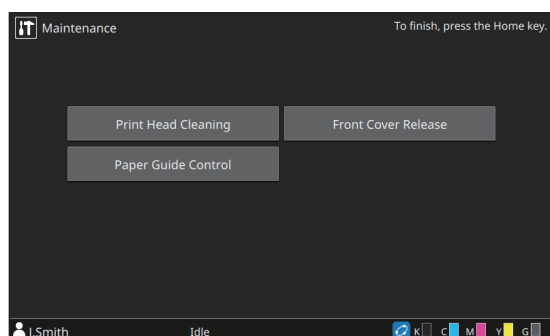 Maintenance
To finish, press the Home key.
Print Head Cleaning
Front Cover Release
Paper Guide Control
J.Smith Idle K C M Y G